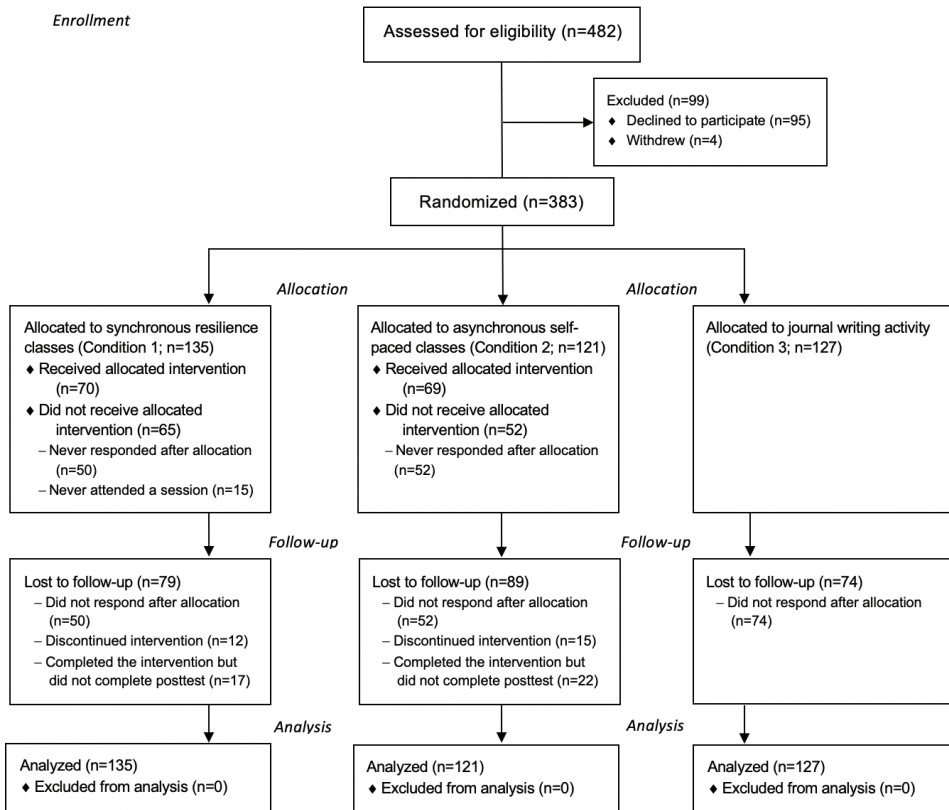 Enrollment
Assessed for eligibility (n=482)
Excluded (n=99)
♦ Declined to participate (n=95)
♦ Withdrew (n=4)
Randomized (n=383)
Allocation
Allocation
Allocated to synchronous resilience
classes (Condition 1; n=135)
♦ Received allocated intervention
(n=70)
♦ Did not receive allocated
intervention (n=65)
– Never responded after allocation
(n=50)
– Never attended a session (n=15)
Allocated to asynchronous self-
paced classes (Condition 2; n=121)
♦ Received allocated intervention
(n=69)
♦ Did not receive allocated
intervention (n=52)
– Never responded after allocation
(n=52)
Allocated to journal writing activity
(Condition 3; n=127)
Follow-up
Follow-up
Lost to follow-up (n=79)
– Did not respond after allocation
(n=50)
– Discontinued intervention (n=12)
– Completed the intervention but
did not complete posttest (n=17)
Lost to follow-up (n=89)
– Did not respond after allocation
(n=52)
– Discontinued intervention (n=15)
– Completed the intervention but
did not complete posttest (n=22)
Lost to follow-up (n=74)
– Did not respond after allocation
(n=74)
Analysis
Analysis
Analyzed (n=135)
♦ Excluded from analysis (n=0)
Analyzed (n=121)
♦ Excluded from analysis (n=0)
Analyzed (n=127)
♦ Excluded from analysis (n=0)